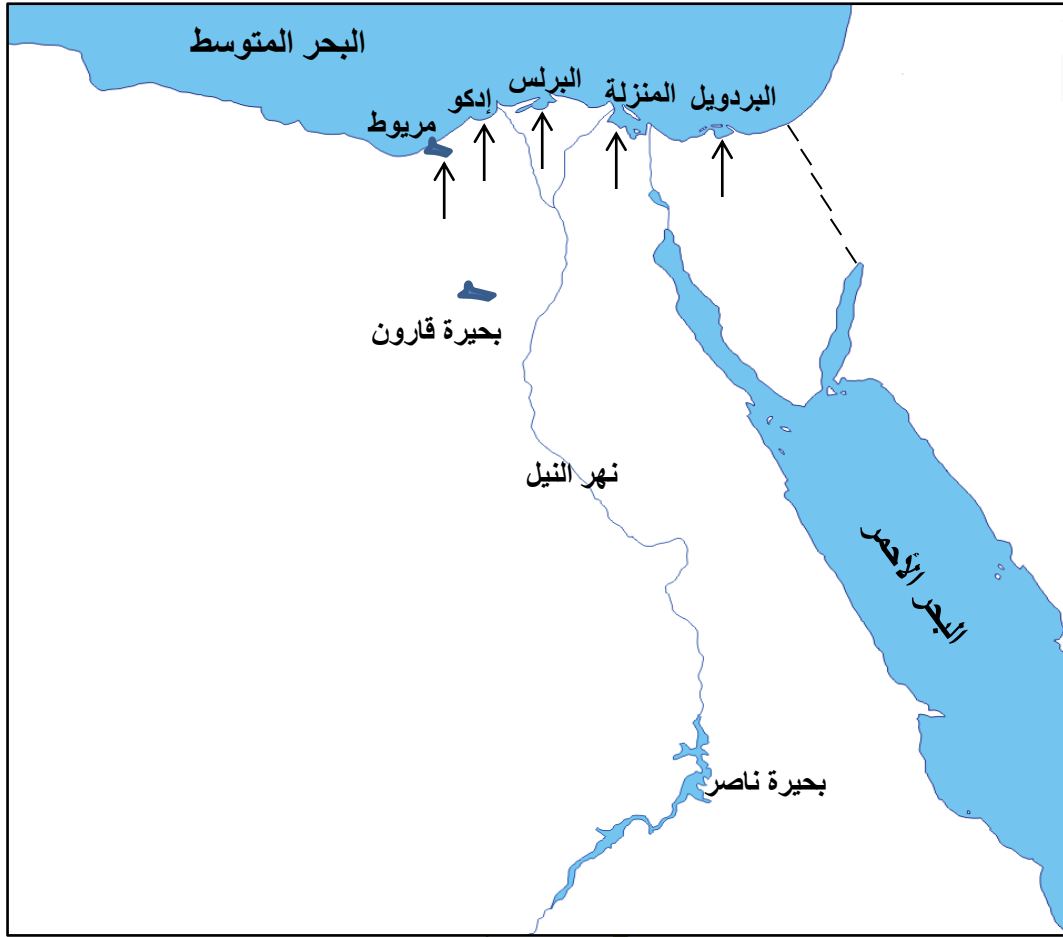 البحر المتوسط
البردويل
المنزلة
البرلس
إدكو
مريوط
بحيرة قارون
نهر النيل
البحر الأحمر
بحيرة ناصر